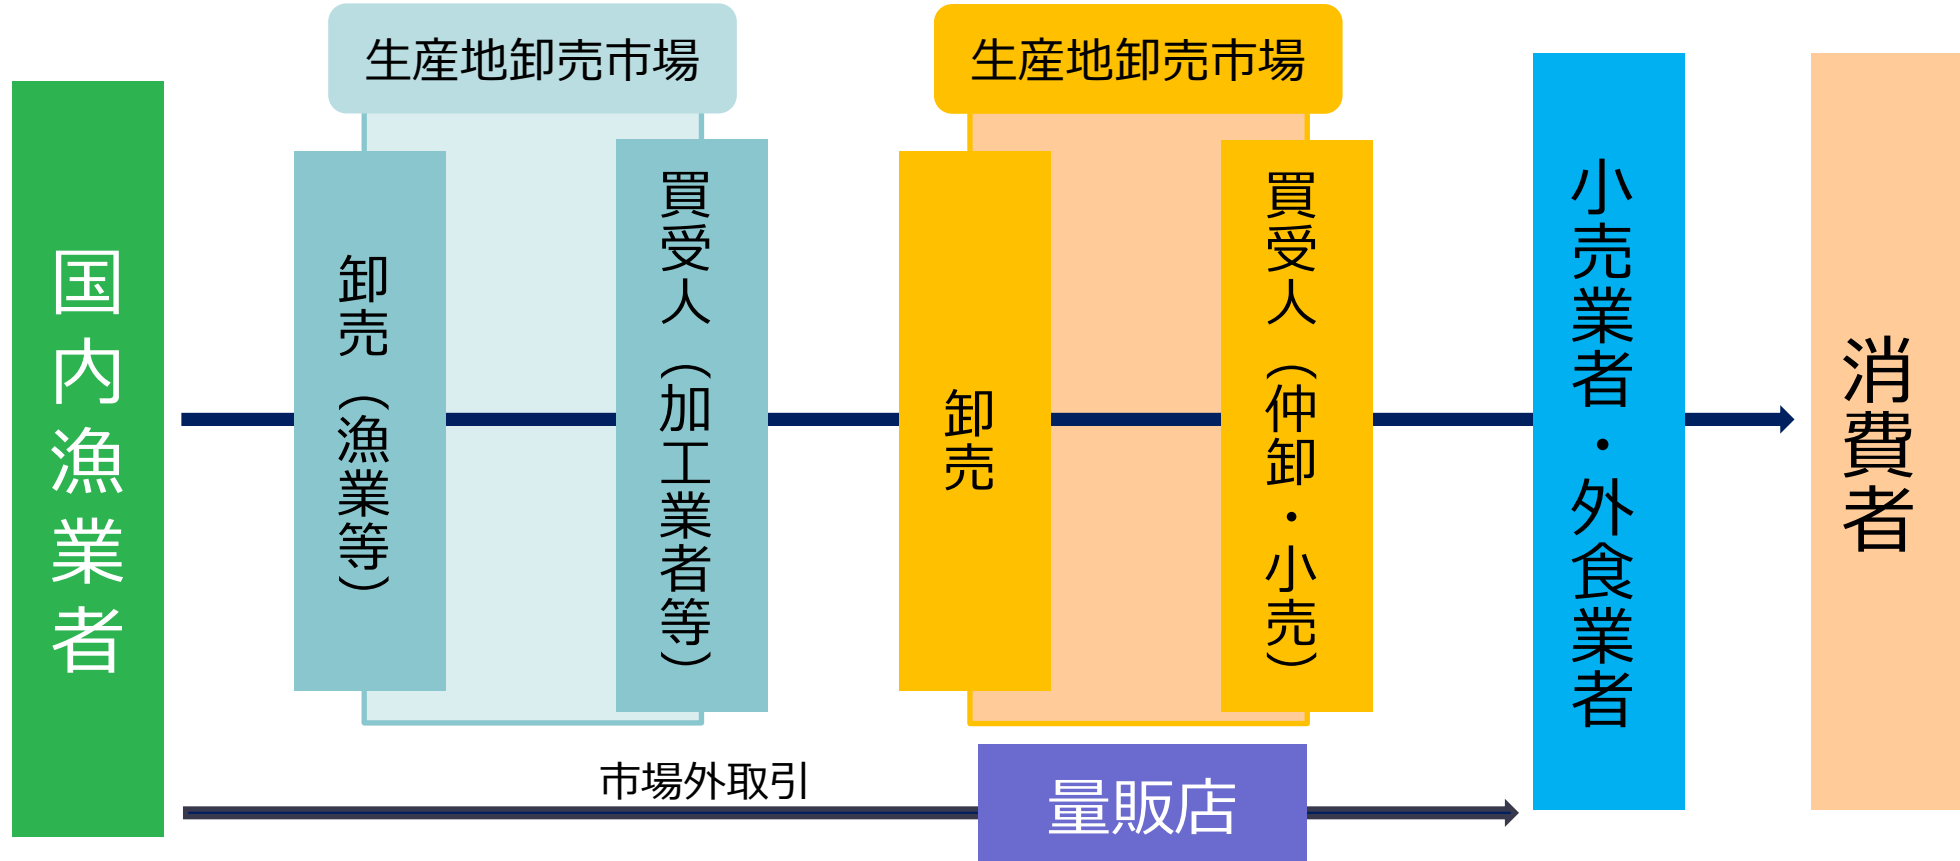 生産地卸売市場
生産地卸売市場
国内漁業者
卸売（漁業等）
買受人（加工業者等）
卸売
買受人（仲卸・小売）
小売業者・外食業者
消費者
市場外取引
量販店